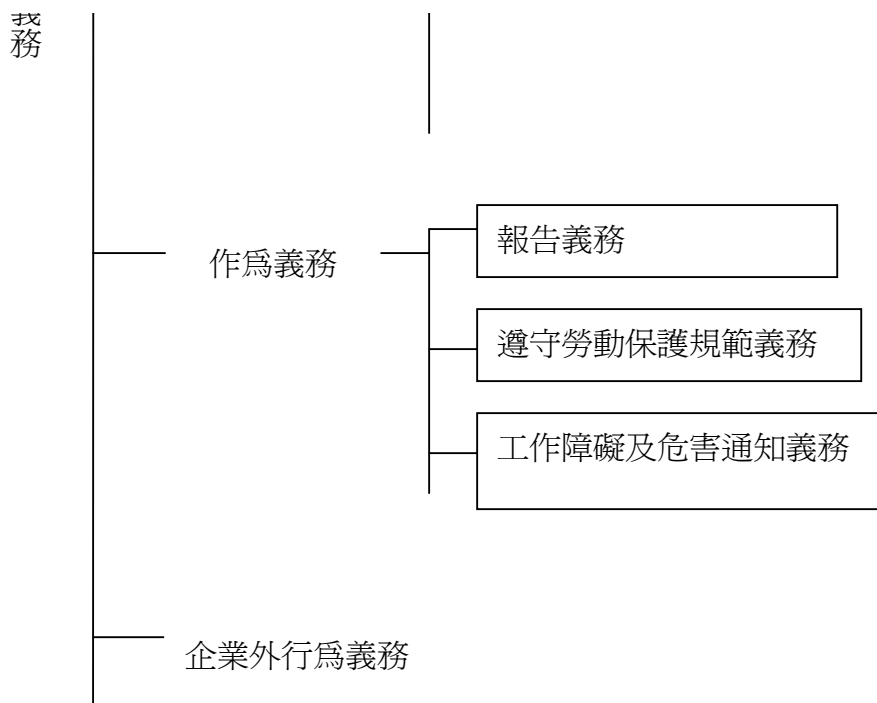 義務
作爲義務
報告義務
遵守勞動保護規範義務
工作障礙及危害通知義務
企業外行爲義務